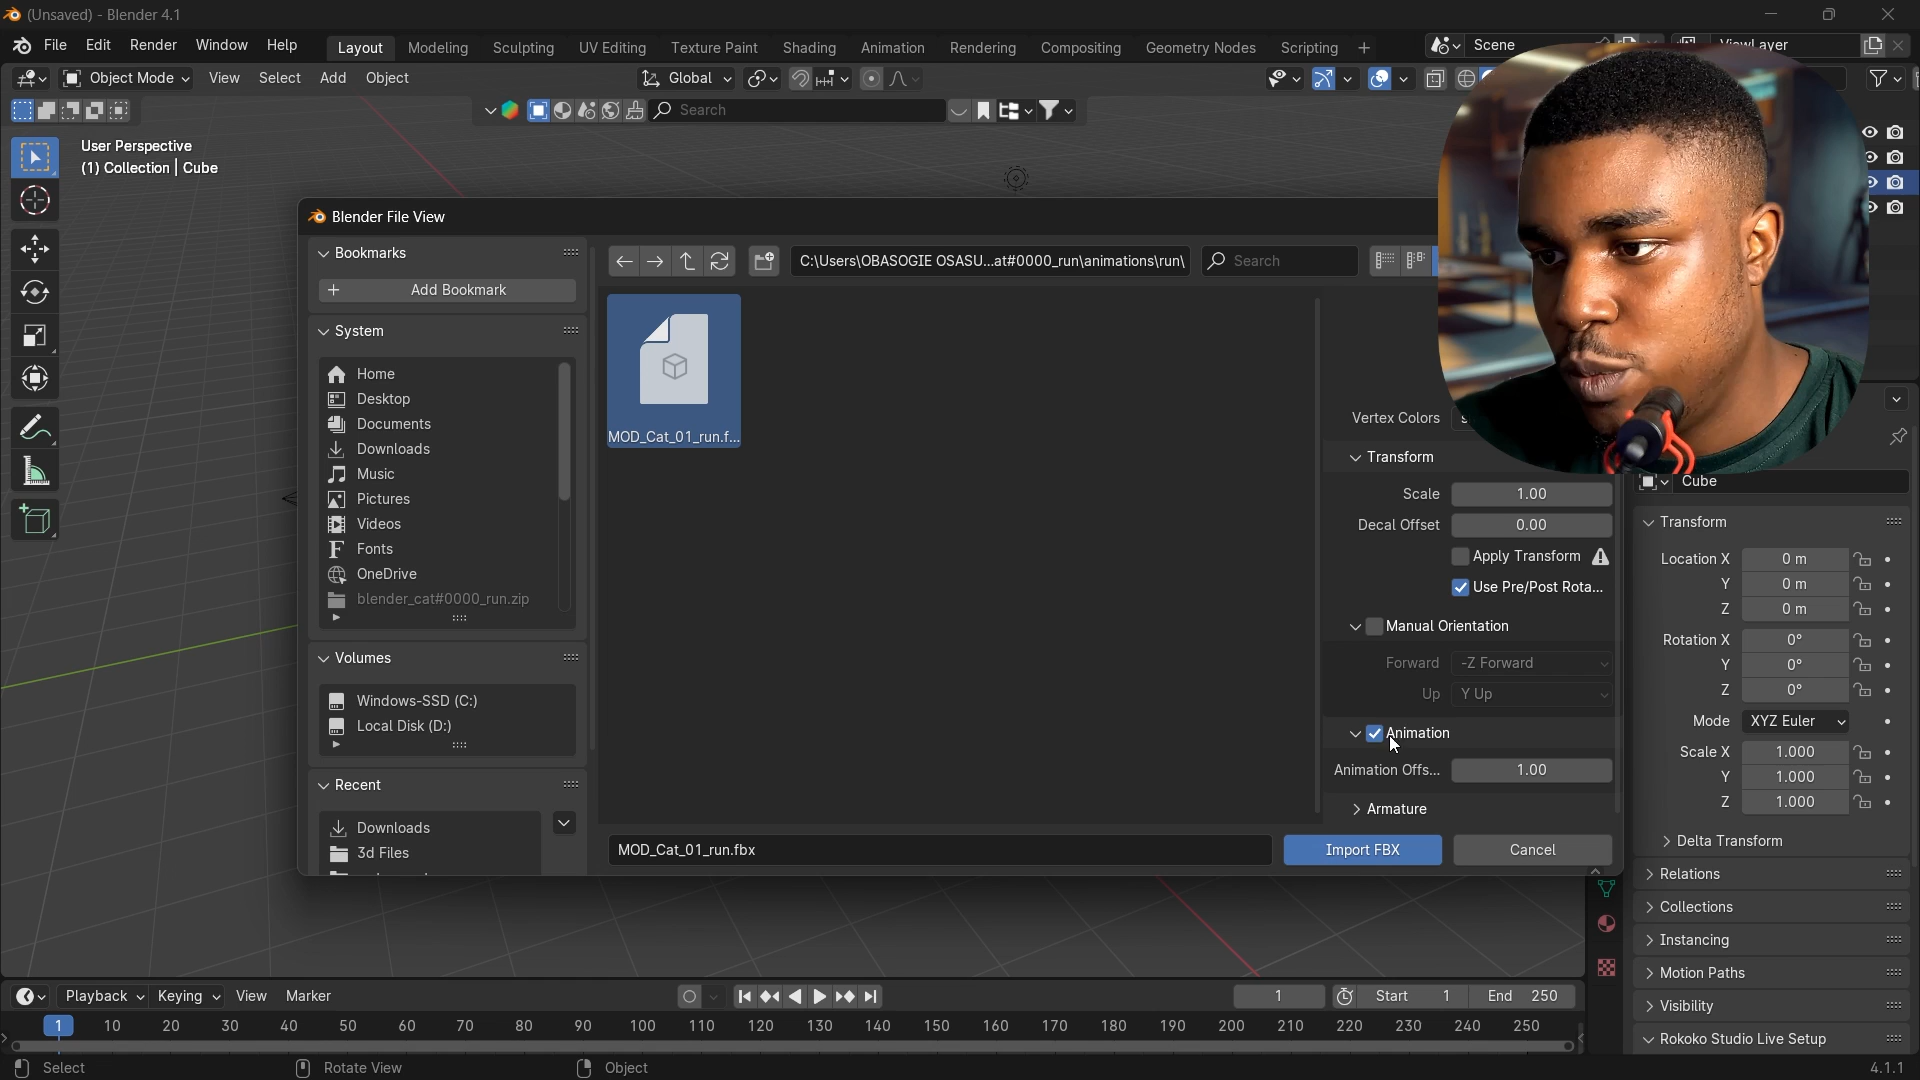 (Unsaved) - Blender 4.1
File Edit Render Window Help Layout Modeling Sculpting UV Editing Texture Paint Shading Animation Rendering Compositing Geometry Nodes Scripting + Scene ViewLayer
Object Mode View Select Add Object Global
Search
User Perspective
(1) Collection | Cube
Blender File View
Bookmarks
Add Bookmark
System
Home
Desktop
Documents
Downloads
Music
Pictures
Videos
Fonts
OneDrive
blender_cat#0000_run.zip
Volumes
Windows-SSD (C:)
Local Disk (D:)
Recent
Downloads
3d Files
C:\Users\OBASOGIE OSASU...at#0000_run\animations\run\
Search
MOD_Cat_01_run.f...
Vertex Colors
Transform
Scale 1.00
Decal Offset 0.00
Apply Transform
Use Pre/Post Rota...
Manual Orientation
Forward -Z Forward
Up Y Up
Animation
Animation Offs... 1.00
Armature
MOD_Cat_01_run.fbx
Import FBX
Cancel
Cube
Transform
Location X 0 m
Y 0 m
Z 0 m
Rotation X 0°
Y 0°
Z 0°
Mode XYZ Euler
Scale X 1.000
Y 1.000
Z 1.000
Delta Transform
Relations
Collections
Instancing
Motion Paths
Visibility
Rokoko Studio Live Setup
Playback Keying View Marker 1 Start 1 End 250
1 10 20 30 40 50 60 70 80 90 100 110 120 130 140 150 160 170 180 190 200 210 220 230 240 250
Select Rotate View Object 4.1.1